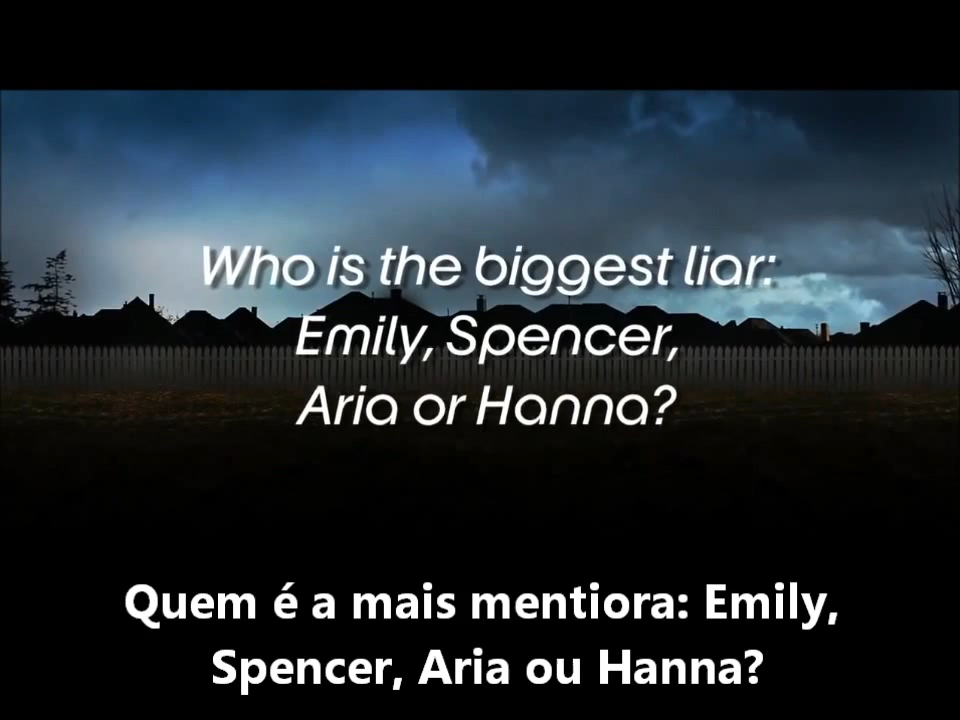 Who is the biggest liar:
Emily, Spencer,
Aria or Hanna?
Quem é a mais mentiora: Emily,
Spencer, Aria ou Hanna?